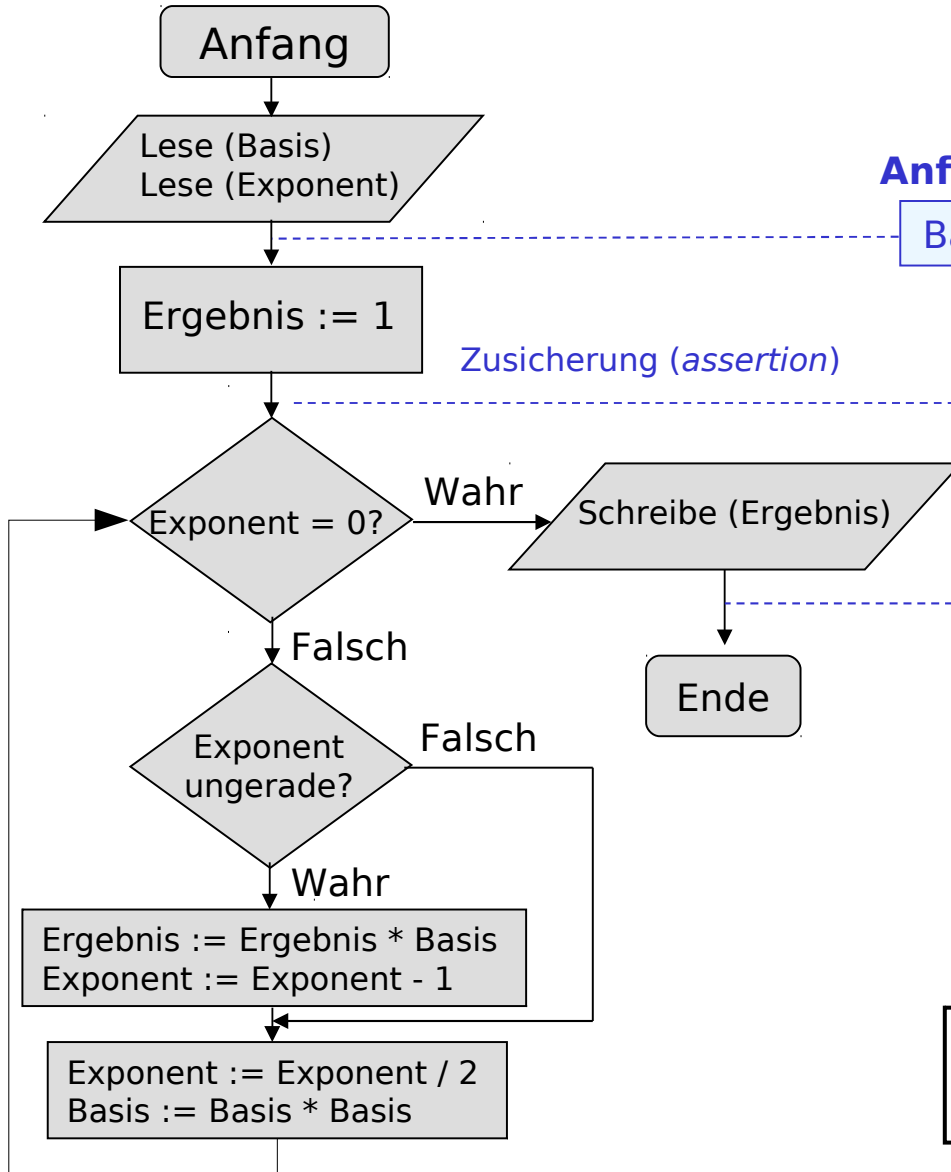 Anfang
Lese (Basis)
Lese (Exponent)
Ergebnis := 1
Zusicherung (assertion)
Exponent = 0?
Wahr
Schreibe (Ergebnis)
Falsch
Ende
Exponent
ungerade?
Falsch
Wahr
Ergebnis := Ergebnis * Basis
Exponent := Exponent - 1
Exponent := Exponent / 2
Basis := Basis * Basis